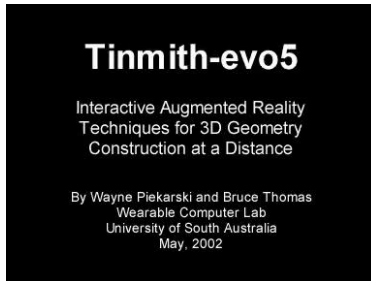 Tinmith-evo5
Interactive Augmented Reality
Techniques for 3D Geometry
Construction at a Distance
By Wayne Piekarski and Bruce Thomas
Wearable Computer Lab
University of South Australia
May, 2002